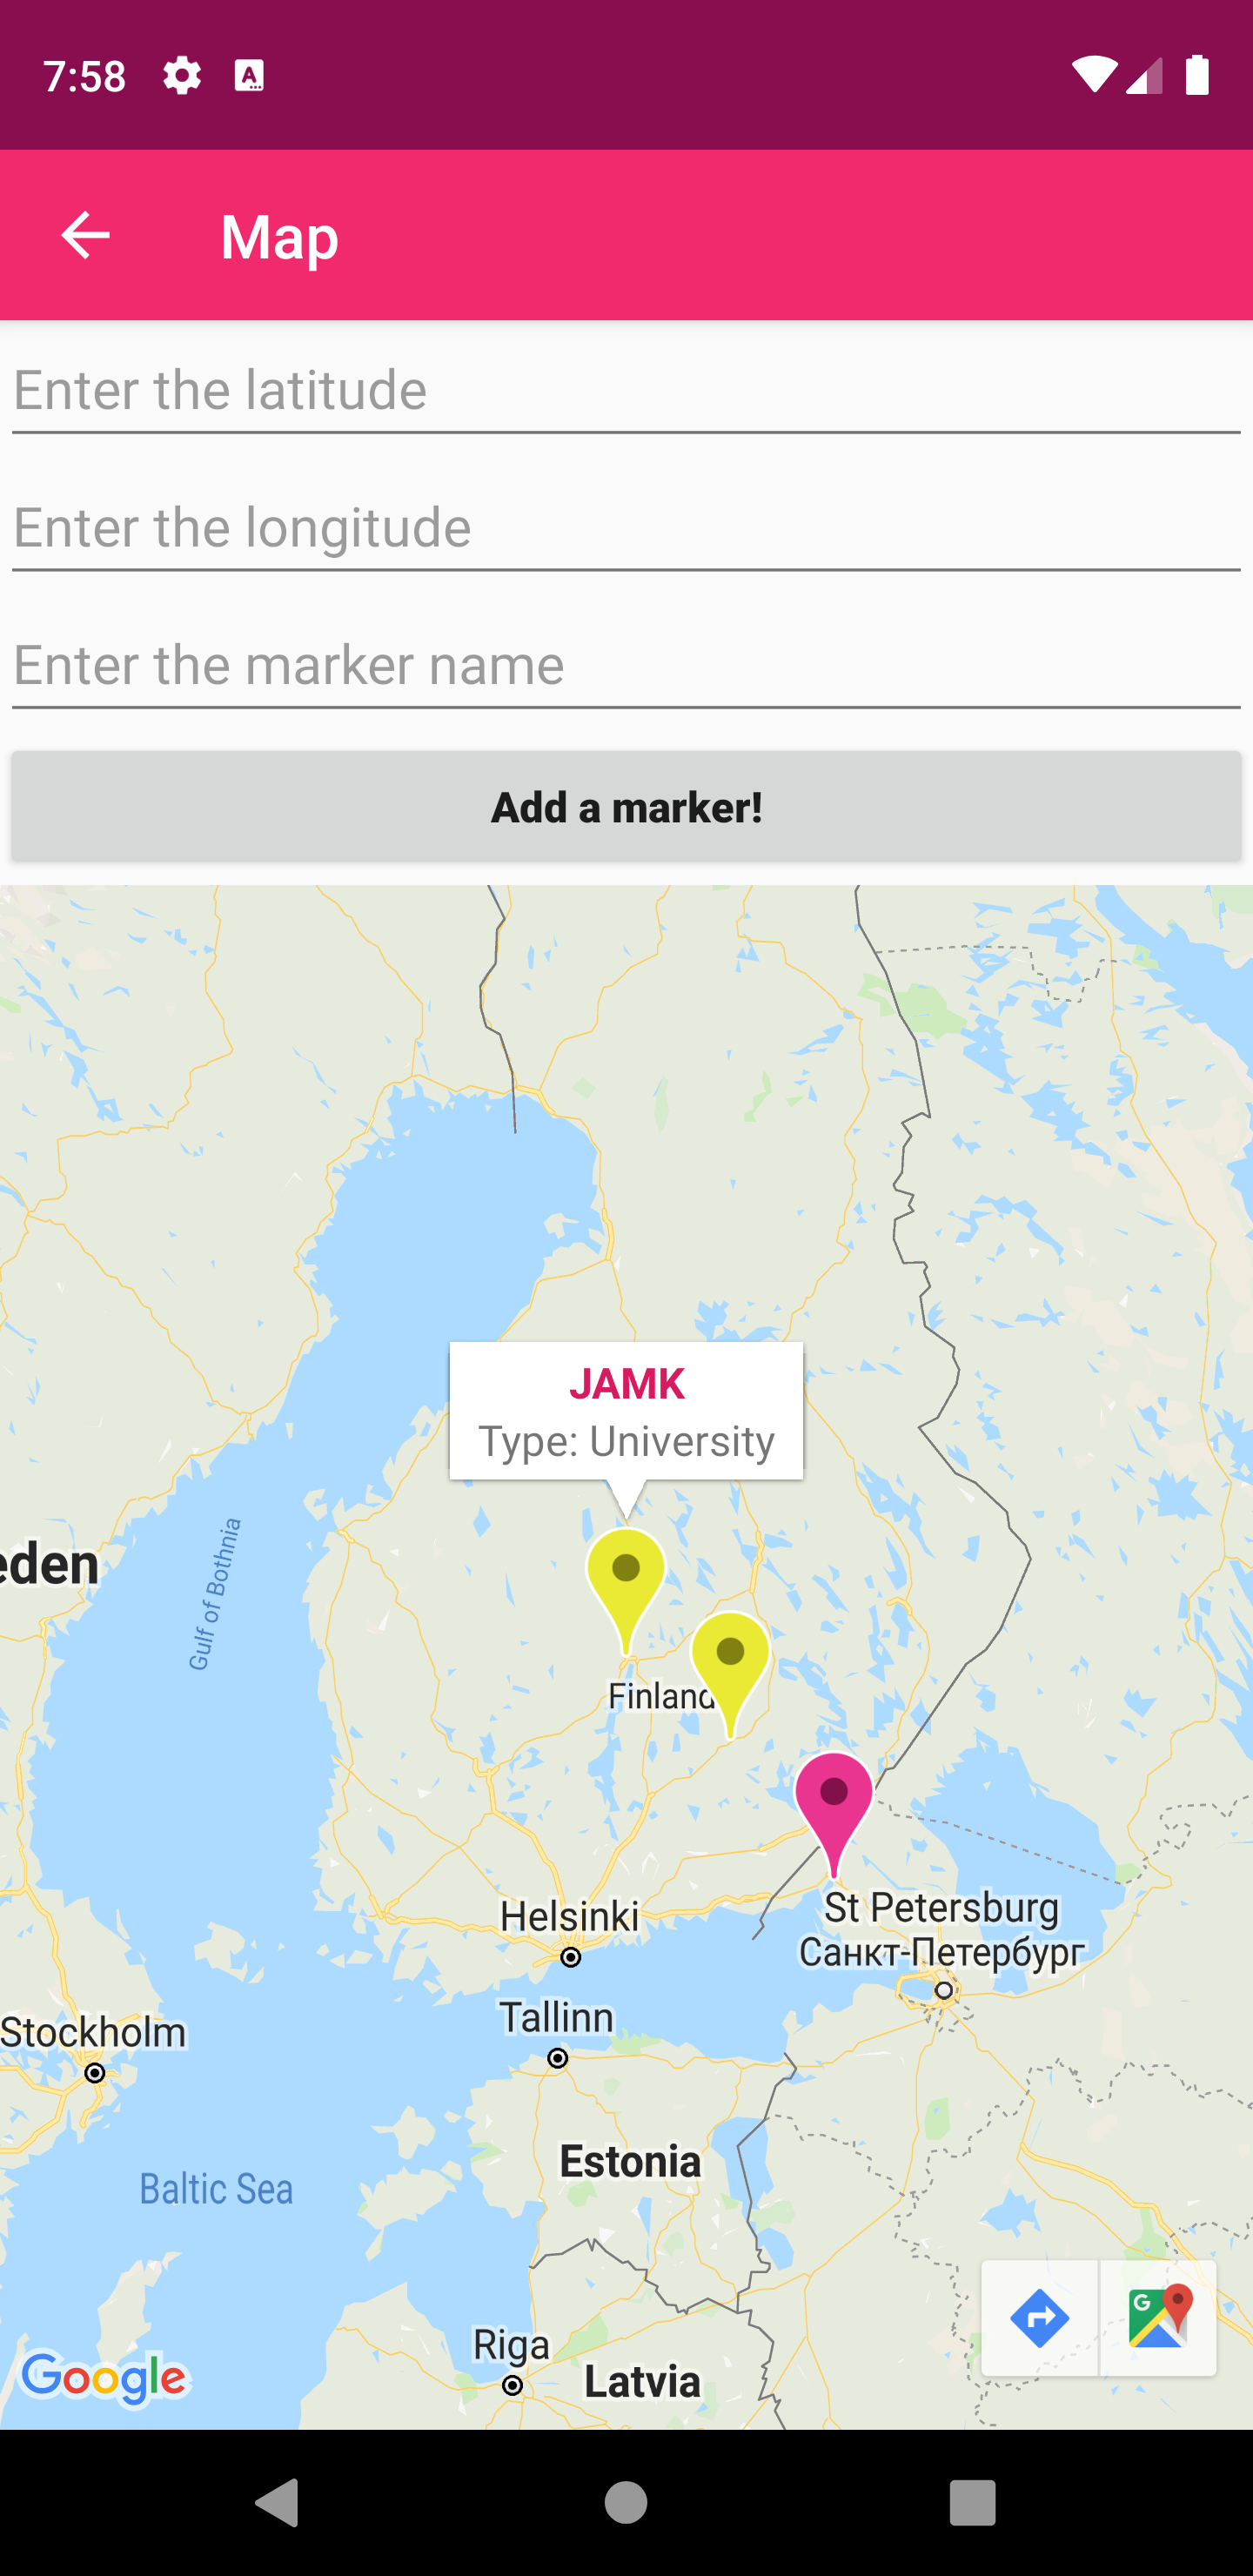 7:58
Map
Enter the latitude
Enter the longitude
Enter the marker name
Add a marker!
JAMK
Type: University
eden
Gulf of Bothnia
Finland
Helsinki
St Petersburg
Санкт-Петербург
Tallinn
Stockholm
Estonia
Baltic Sea
Riga
Latvia
Google